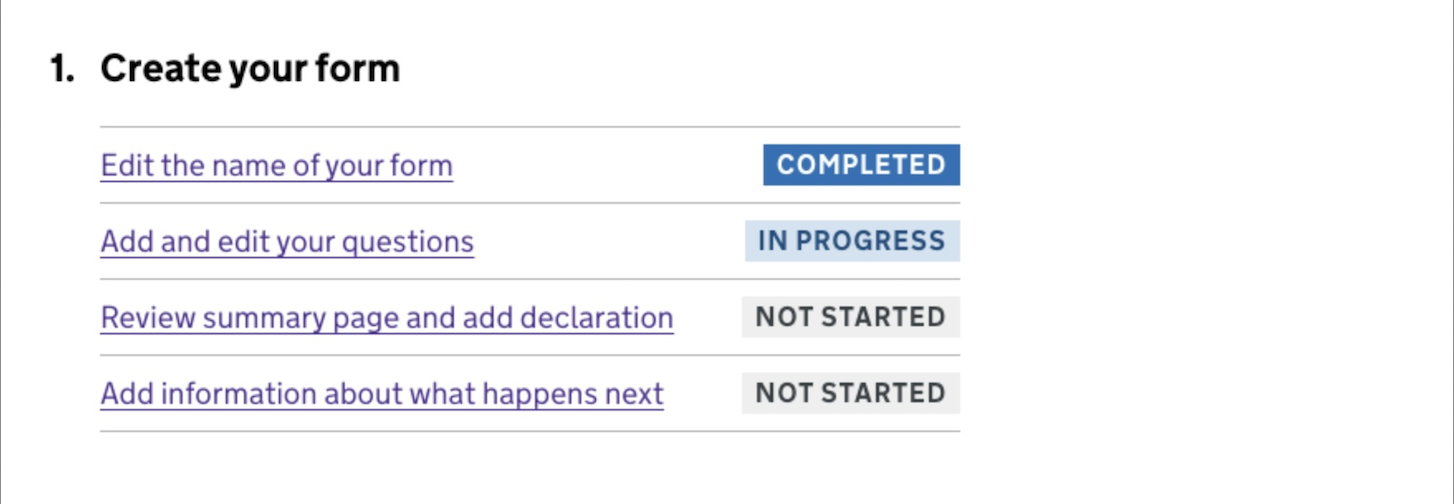 1. Create your form
Edit the name of your form COMPLETED
Add and edit your questions IN PROGRESS
Review summary page and add declaration NOT STARTED
Add information about what happens next NOT STARTED